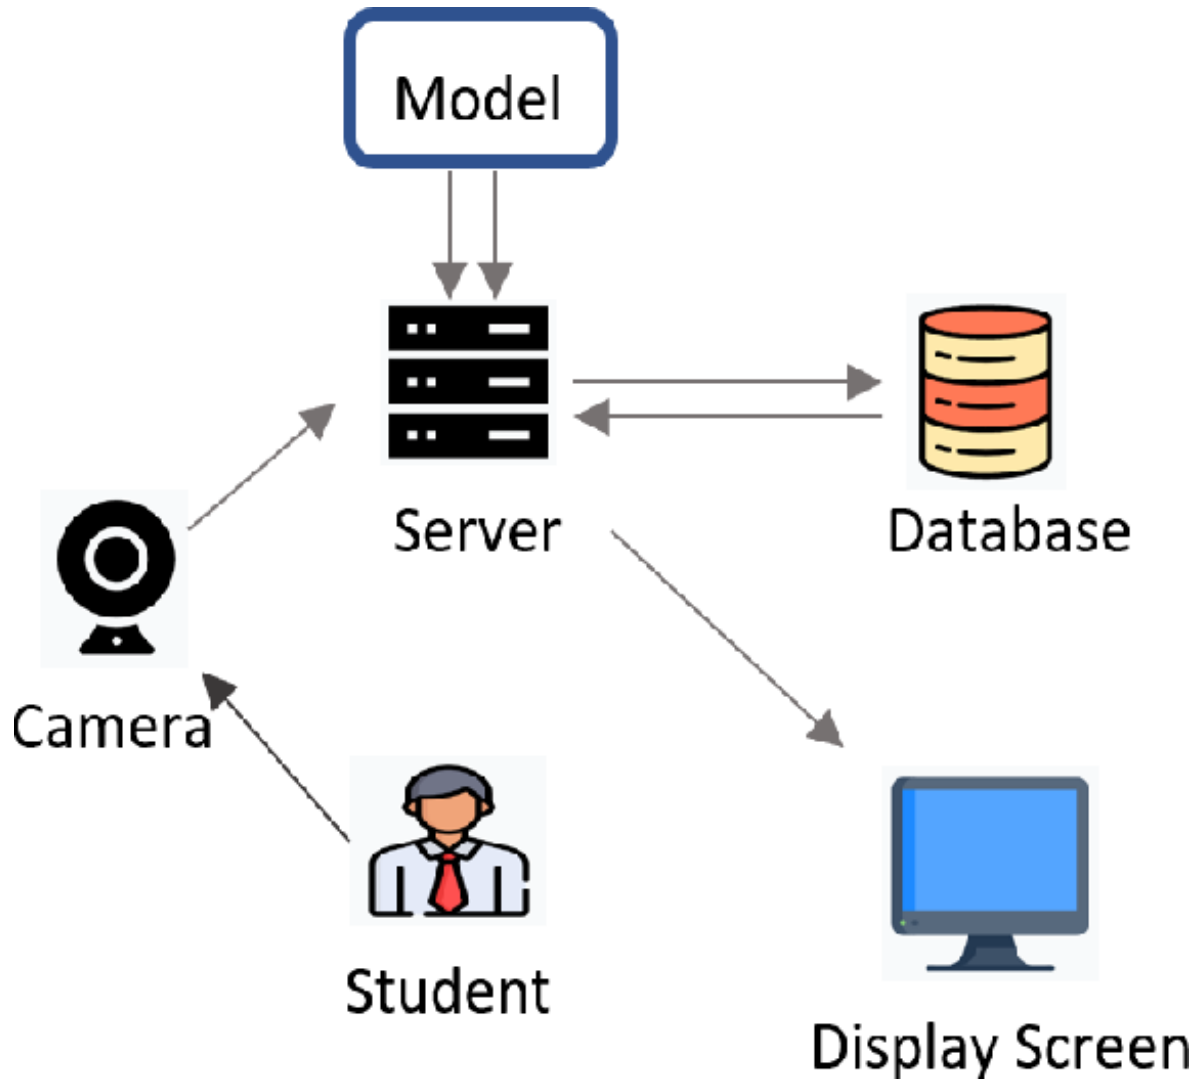 Model
Server
Database
Camera
Student
Display Screen